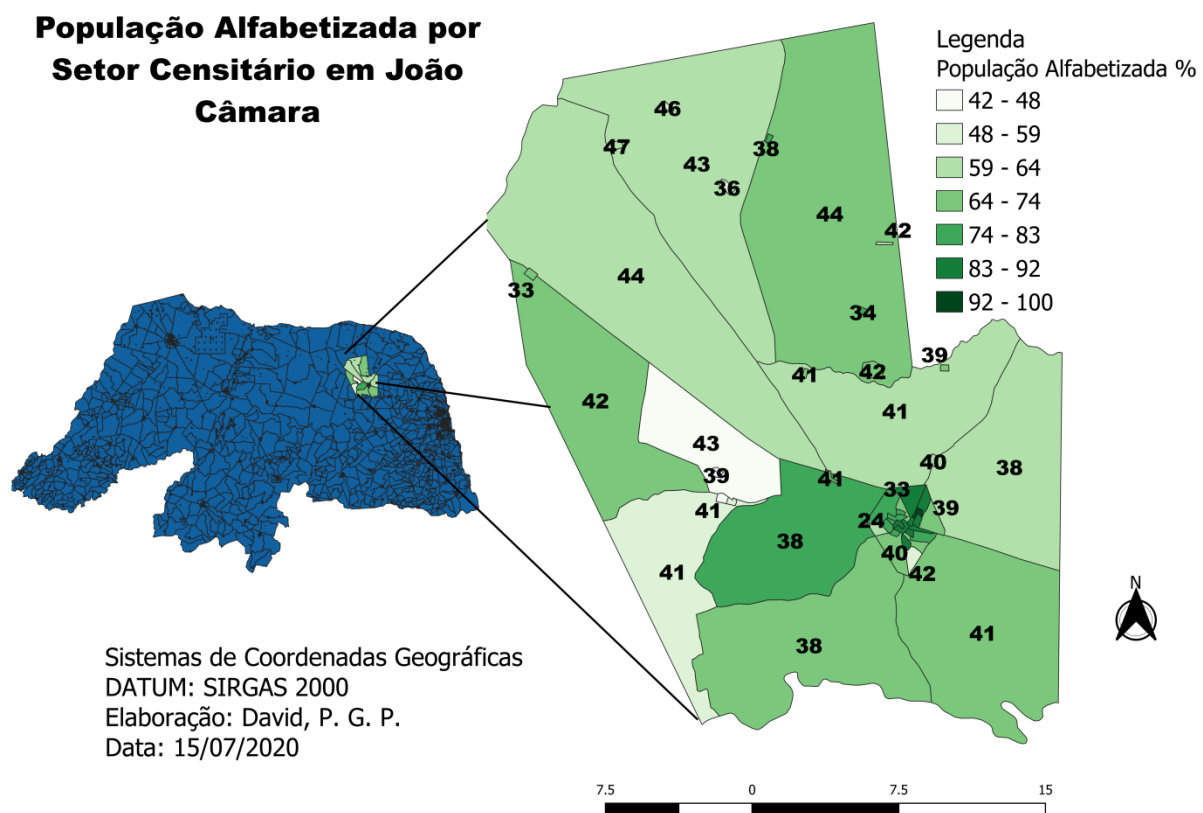 População Alfabetizada por
Setor Censitário em João
Câmara
Legenda
População Alfabetizada %
42 - 48
48 - 59
59 - 64
64 - 74
74 - 83
83 - 92
92 - 100
46
47
38
43
36
44
42
44
33
34
39
41
42
42
41
43
40
38
39
41
33
39
41
24
38
40
42
41
38
41
N
Sistemas de Coordenadas Geográficas
DATUM: SIRGAS 2000
Elaboração: David, P. G. P.
Data: 15/07/2020
7.5 0 7.5 15